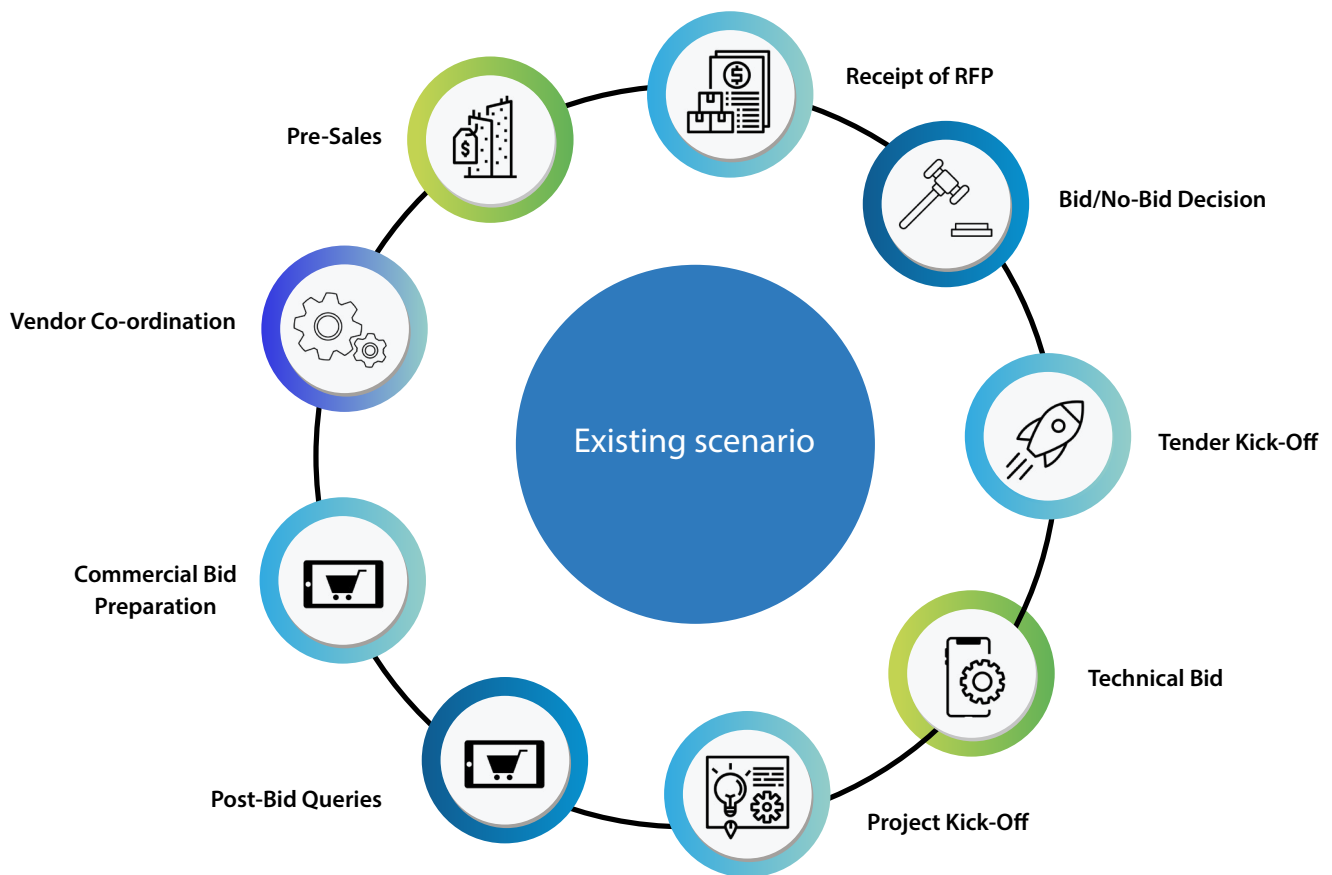 Receipt of RFP
Pre-Sales
Bid/No-Bid Decision
Vendor Co-ordination
Existing scenario
Tender Kick-Off
Commercial Bid
Preparation
Technical Bid
Post-Bid Queries
Project Kick-Off
$
$